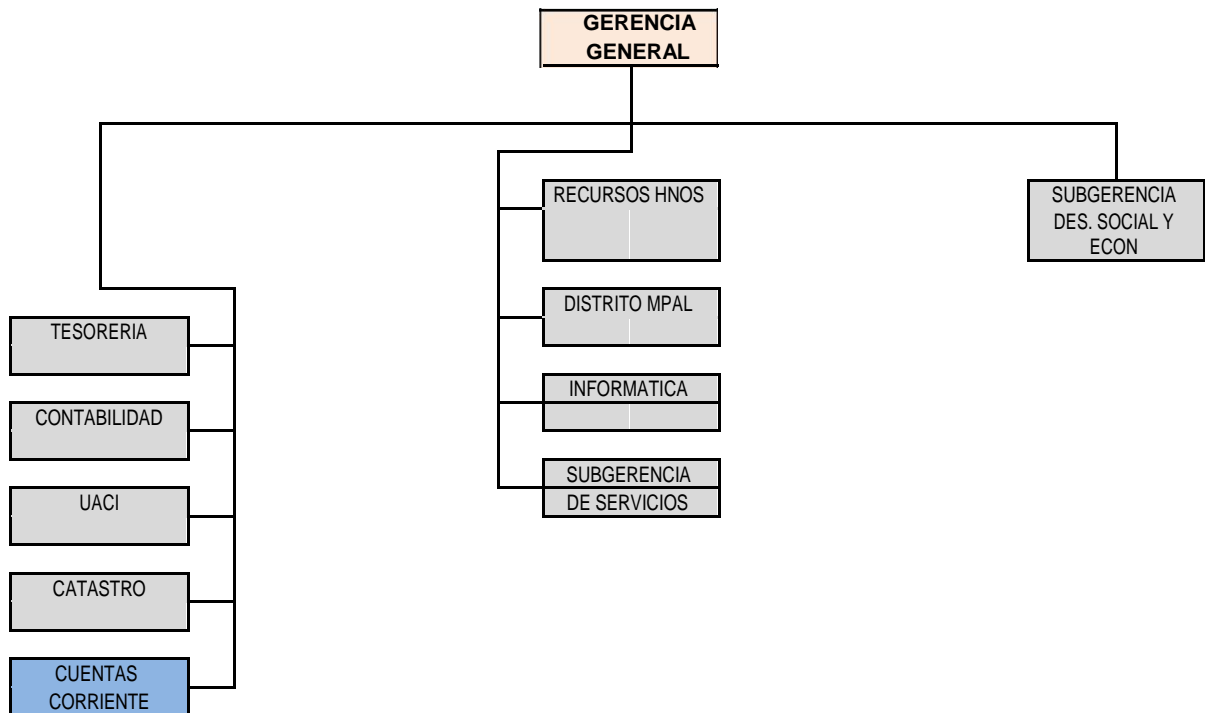 GERENCIA
GENERAL
RECURSOS HNOS
SUBGERENCIA
DES. SOCIAL Y
ECON
DISTRITO MPAL
TESORERIA
INFORMATICA
CONTABILIDAD
SUBGERENCIA
DE SERVICIOS
UACI
CATASTRO
CUENTAS
CORRIENTE